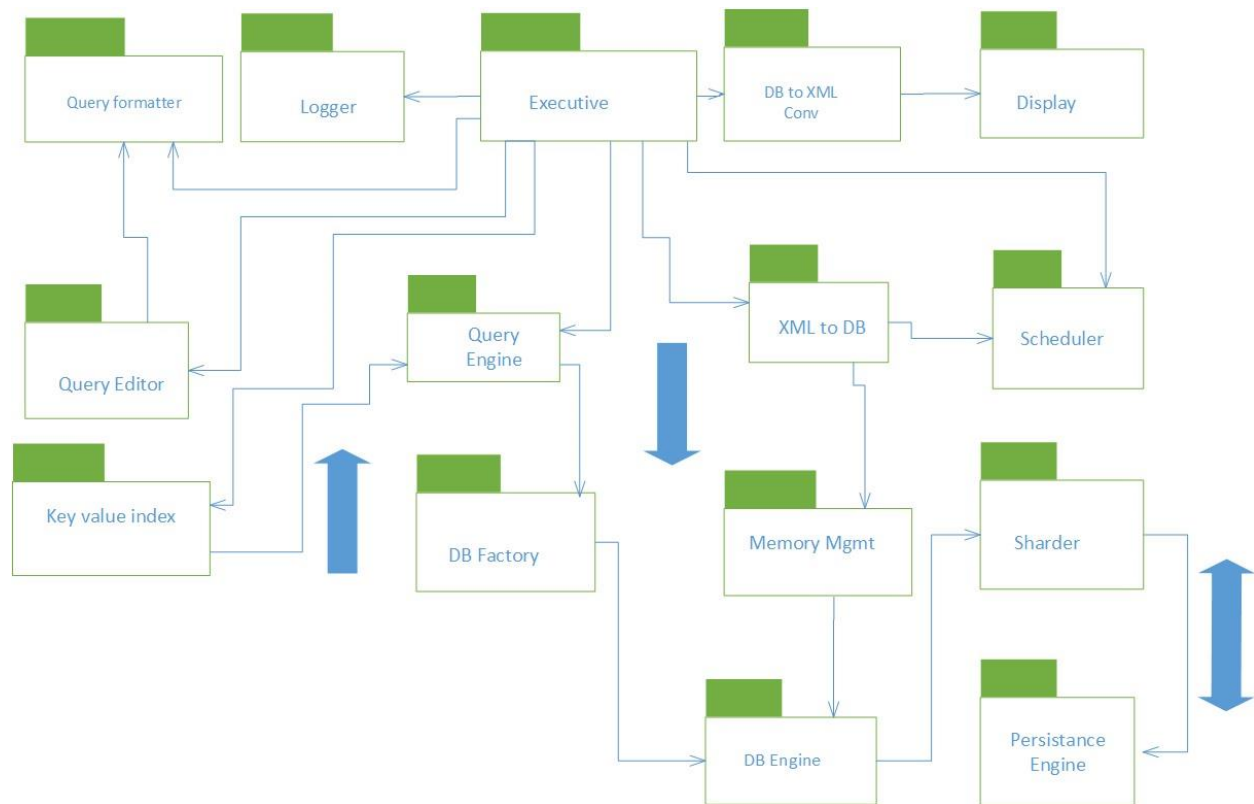 Query formatter
Logger
Executive
DB to XML
Conv
Display
Query Editor
Query
Engine
XML to DB
Scheduler
Key value index
DB Factory
Memory Mgmt
Sharder
DB Engine
Persistance
Engine